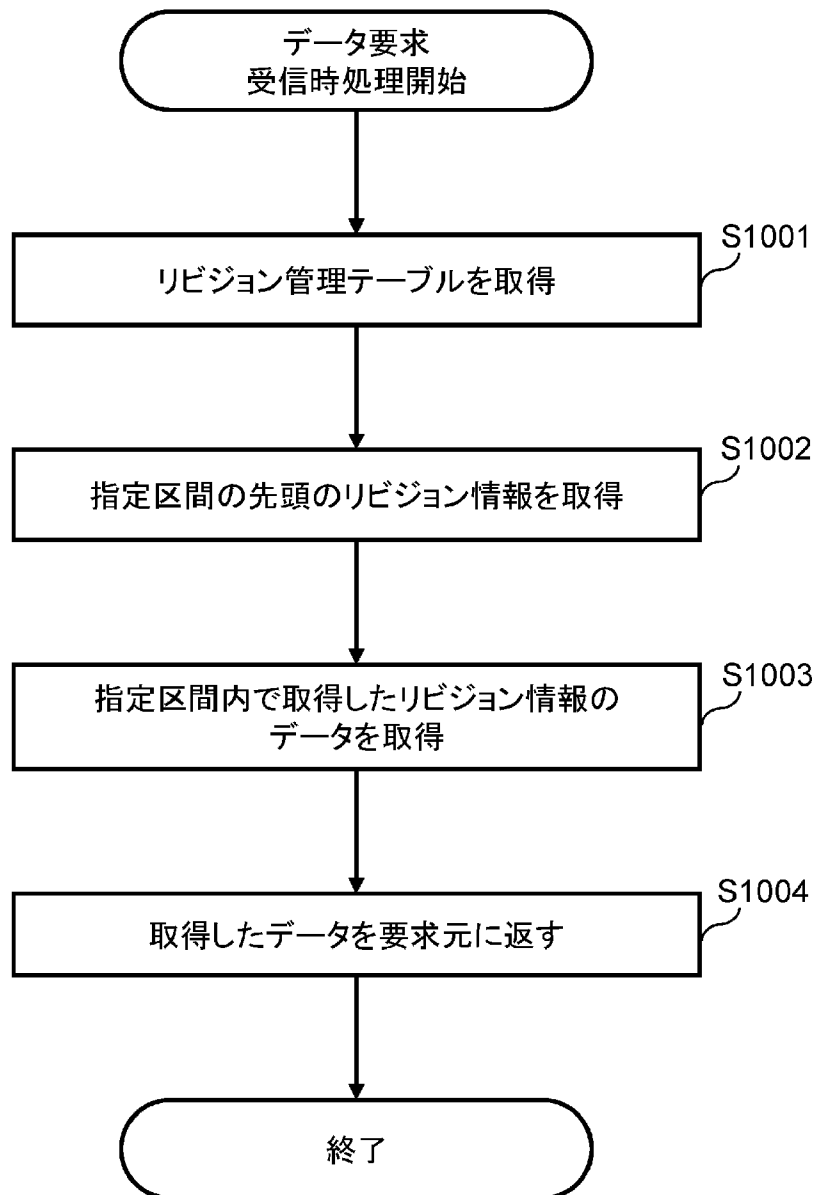 データ要求
受信時処理開始
S1001
リビジョン管理テーブルを取得
S1002
指定区間の先頭のリビジョン情報を取得
S1003
指定区間内で取得したリビジョン情報の
データを取得
S1004
取得したデータを要求元に返す
終了